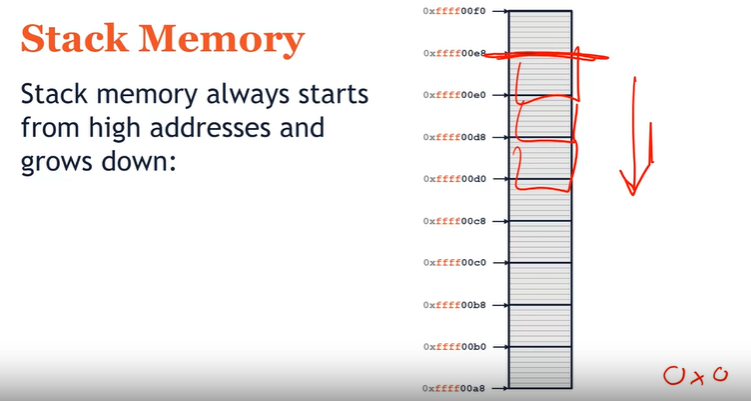 Stack Memory
Stack memory always starts
from high addresses and
grows down:
0xffff00f0
0xffff00e8
0xffff00e0
0xffff00d8
0xffff00d0
0xffff00c8
0xffff00c0
0xffff00b8
0xffff00b0
0xffff00a8
0x0